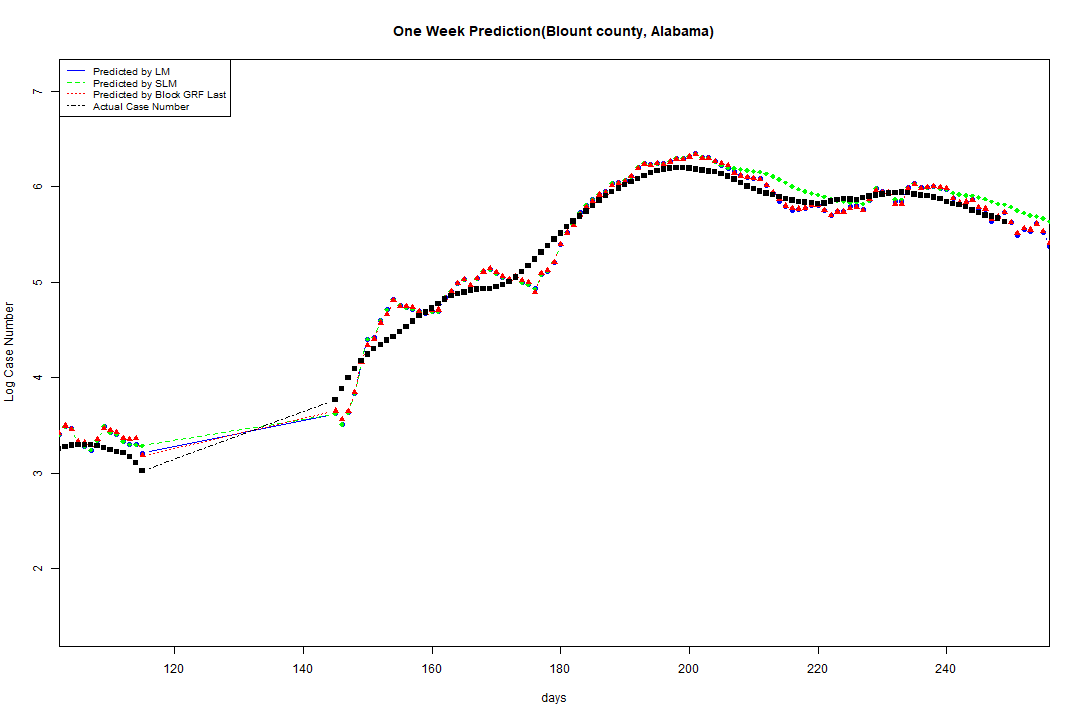 One Week Prediction(Blount county, Alabama)
Predicted by LM
Predicted by SLM
Predicted by Block GRF Last
Actual Case Number
7
6
5
4
3
2
Log Case Number
120 140 160 180 200 220 240
days